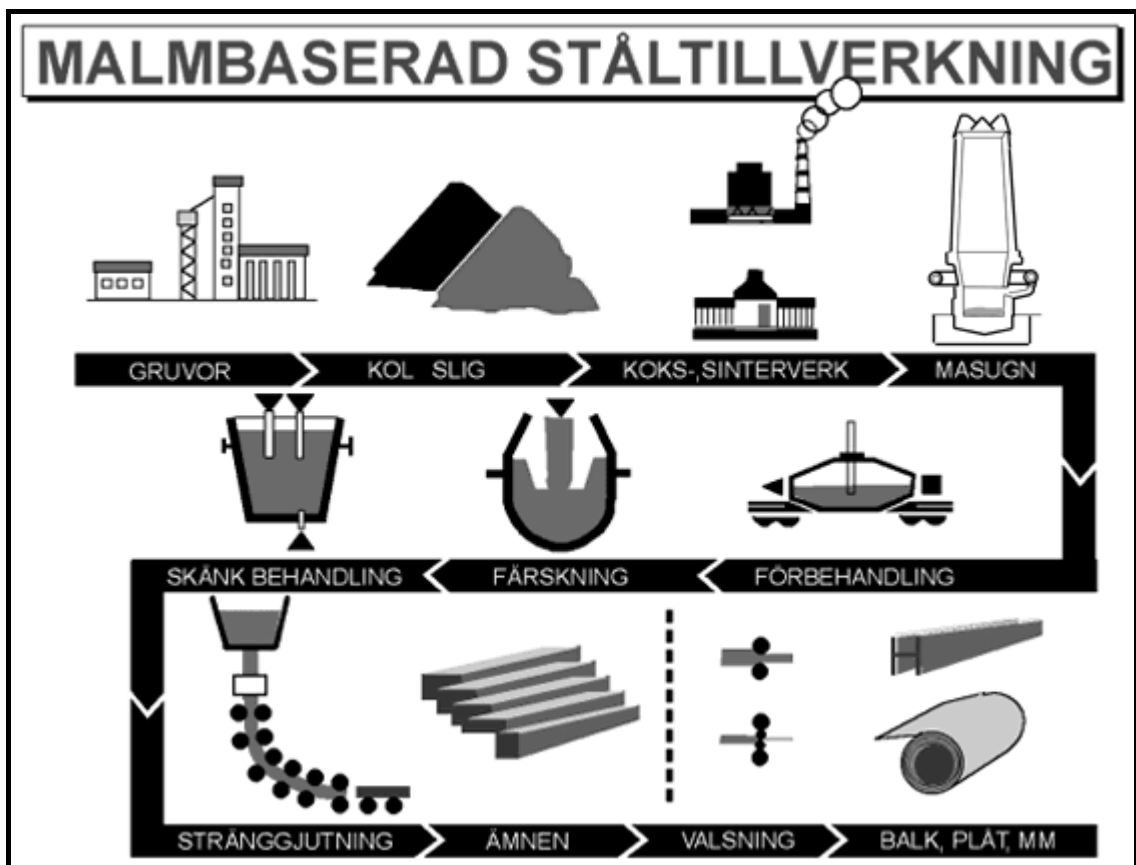 MALMBASERAD STÅLTILLVERKNING
GRUVOR
KOL SLIG
KOKS-,SINTERVERK
MASUGN
SKÄNK BEHANDLING
FÄRSKNING
FÖRBEHANDLING
STRÄNGGJUTNING
ÄMNEN
VALSNING
BALK, PLÅT, MM